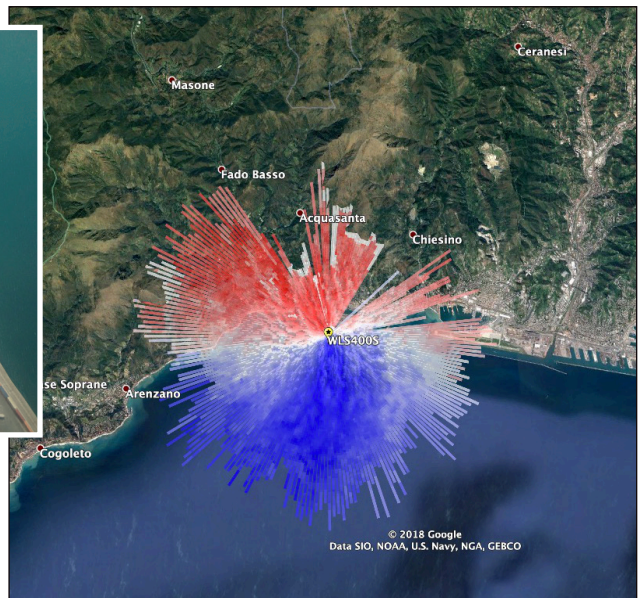 Ceranesi
Masone
Fado Basso
Acquasanta
Chiesino
WLS400S
se Soprane
Arenzano
Cogoleto
© 2018 Google
Data SIO, NOAA, U.S. Navy, NGA, GEBCO